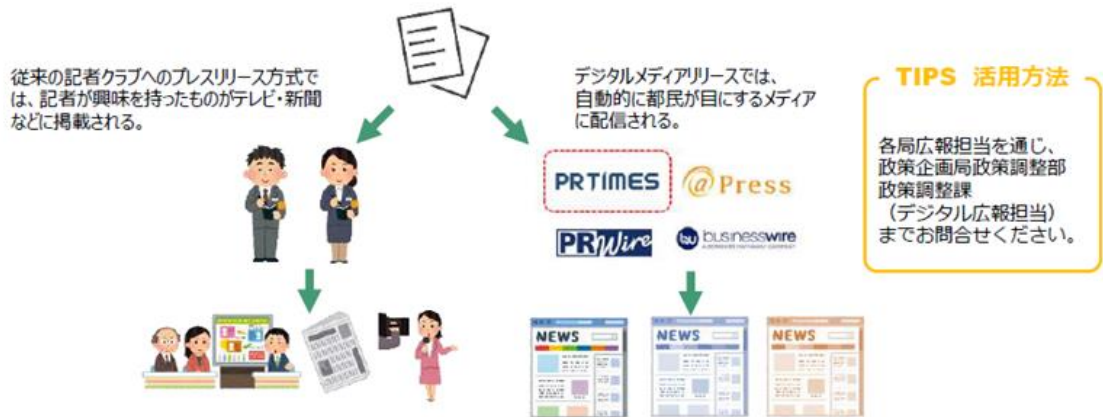 従来の記者クラブへのプレスリリース方式で
は、記者が興味を持ったものがテレビ・新聞
などに掲載される。
デジタルメディアリリースでは、
自動的に都民が目にするメディア
に配信される。
PRTIMES
@Press
PRWire
bu businesswire
NEWS
NEWS
NEWS
TIPS 活用方法
各局広報担当を通じ、
政策企画局政策調整部
政策調整課
(デジタル広報担当)
までお問合せください。